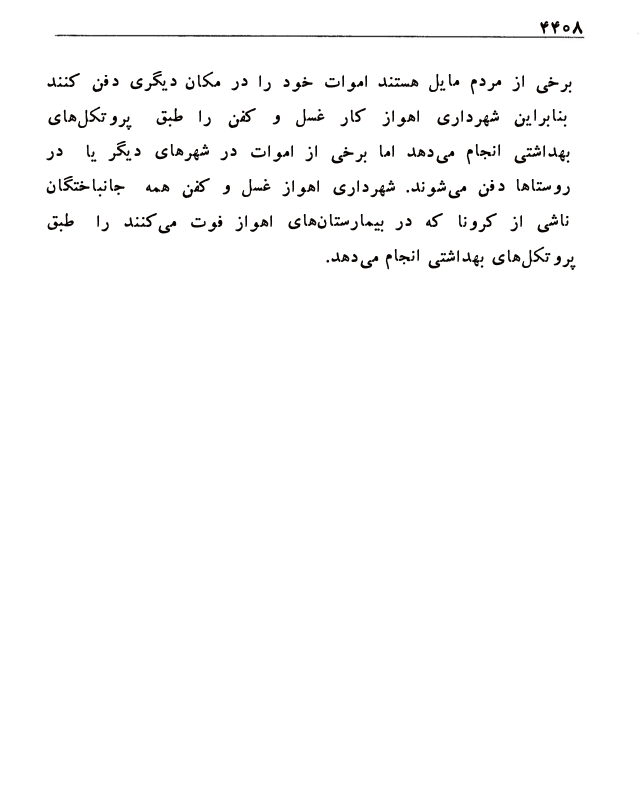 ۴۴۰۸
برخی از مردم مایل هستند اموات خود را در مکان دیگری دفن کنند
بنابراین شهرداری اهواز کار غسل و کفن را طبق پروتکل‌های
بهداشتی انجام می‌دهد اما برخی از اموات در شهرهای دیگر یا در
روستاها دفن می‌شوند. شهرداری اهواز غسل و کفن همه جانباختگان
ناشی از کرونا که در بیمارستان‌های اهواز فوت می‌کنند را طبق
پروتکل‌های بهداشتی انجام می‌دهد.